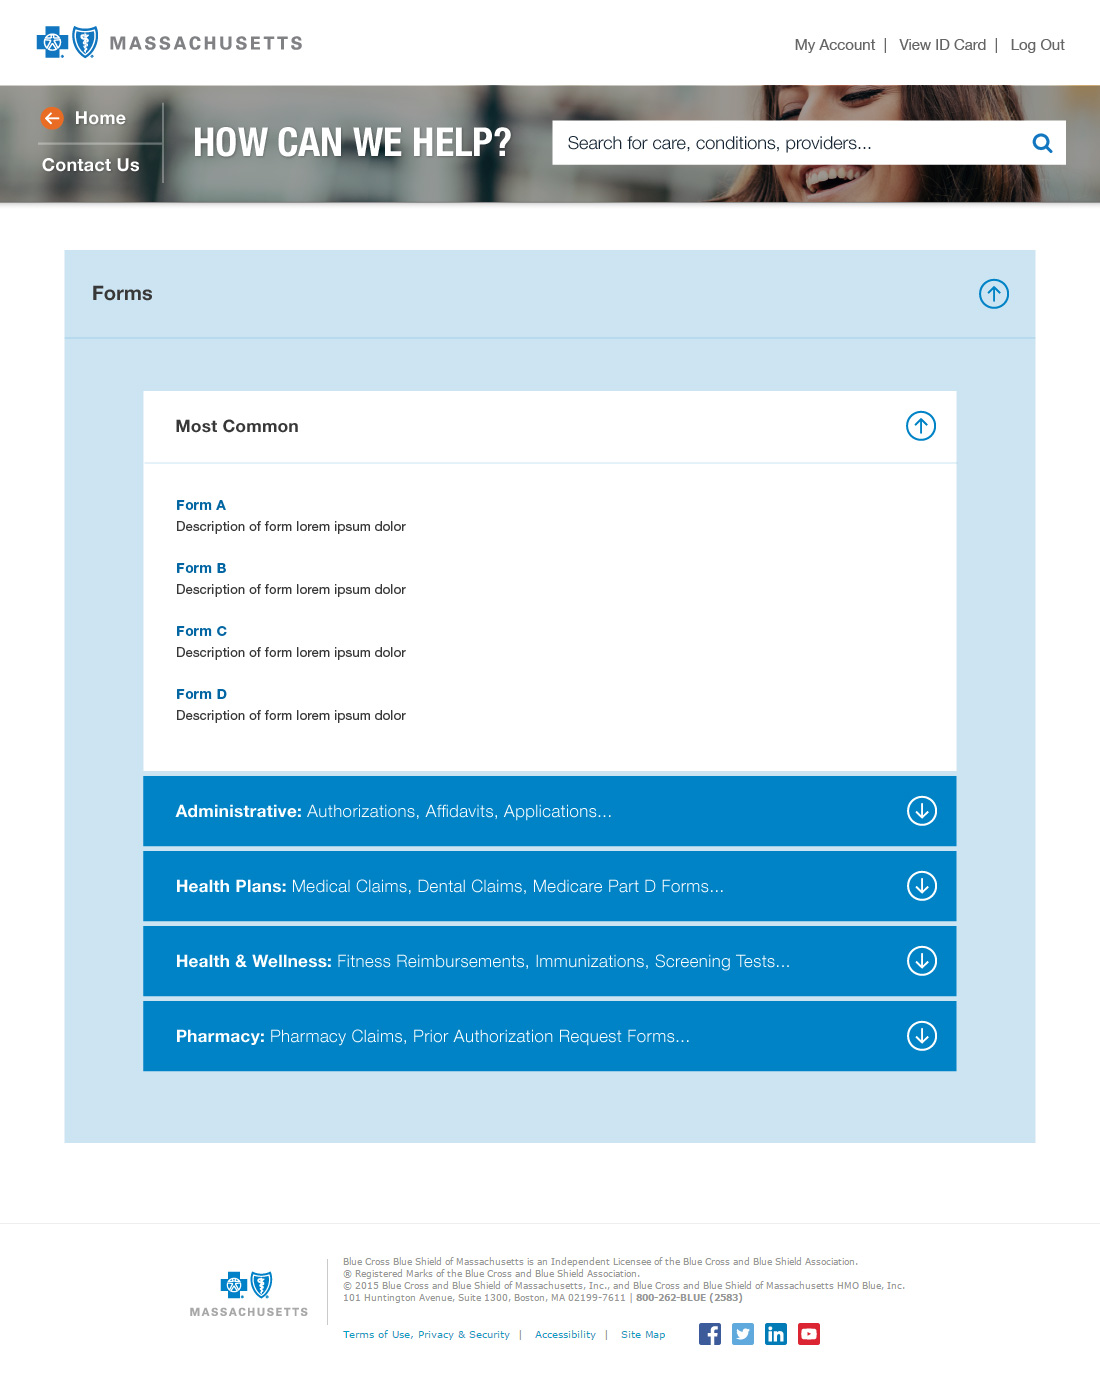 MASSACHUSETTS
My Account | View ID Card | Log Out
Home
Contact Us
HOW CAN WE HELP?
Search for care, conditions, providers...
Forms
Most Common
Form A
Description of form lorem ipsum dolor
Form B
Description of form lorem ipsum dolor
Form C
Description of form lorem ipsum dolor
Form D
Description of form lorem ipsum dolor
Administrative: Authorizations, Affidavits, Applications...
Health Plans: Medical Claims, Dental Claims, Medicare Part D Forms...
Health & Wellness: Fitness Reimbursements, Immunizations, Screening Tests...
Pharmacy: Pharmacy Claims, Prior Authorization Request Forms...
MASSACHUSETTS
Blue Cross Blue Shield of Massachusetts is an Independent Licensee of the Blue Cross and Blue Shield Association.
® Registered Marks of the Blue Cross and Blue Shield Association.
© 2015 Blue Cross and Blue Shield of Massachusetts, Inc., and Blue Cross and Blue Shield of Massachusetts HMO Blue, Inc.
101 Huntington Avenue, Suite 1300, Boston, MA 02199-7611 | 800-262-BLUE (2583)
Terms of Use, Privacy & Security | Accessibility | Site Map